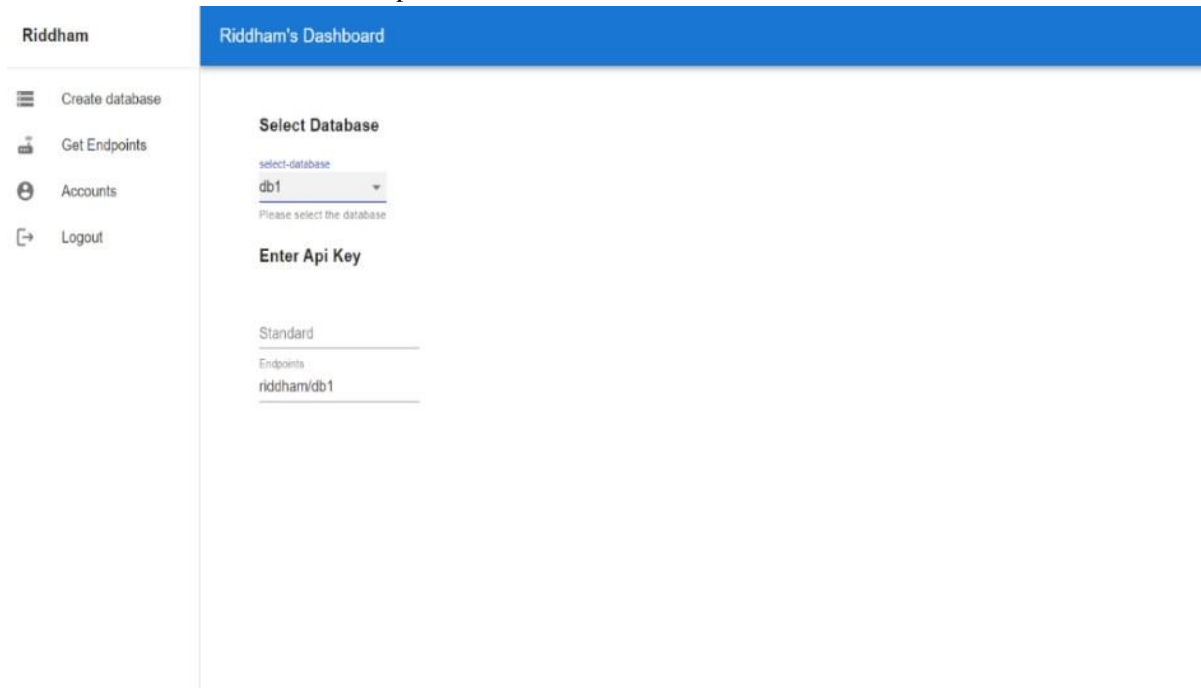 Riddham
Riddham's Dashboard
Create database
Get Endpoints
Accounts
Logout
Select Database
select-database
db1
Please select the database
Enter Api Key
Standard
Endpoints
riddham/db1